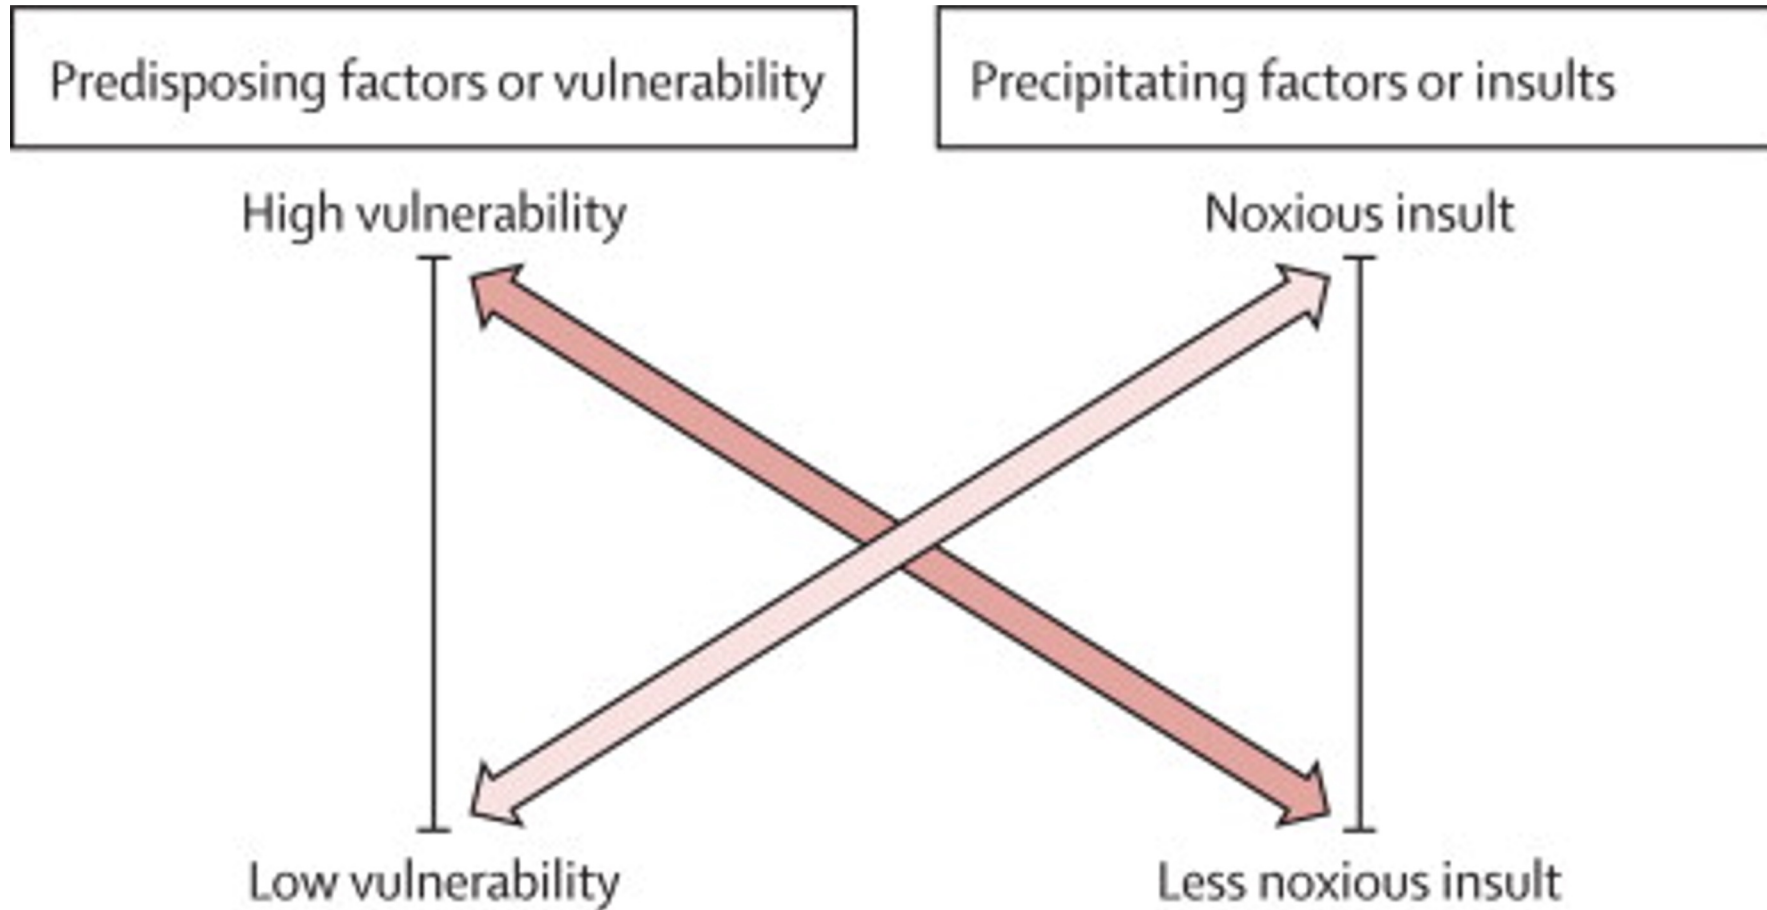 Predisposing factors or vulnerability
Precipitating factors or insults
High vulnerability
Noxious insult
Low vulnerability
Less noxious insult